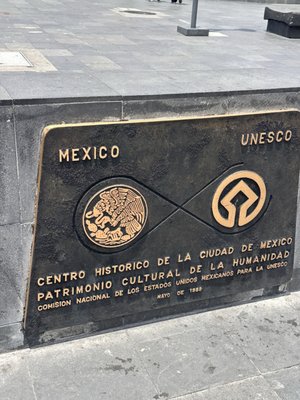 MEXICO UNESCO
CENTRO HISTORICO DE LA CIUDAD DE MEXICO
PATRIMONIO CULTURAL DE LA HUMANIDAD
COMISION NACIONAL DE LOS ESTADOS UNIDOS MEXICANOS PARA LA UNESCO
MAYO DE 1989